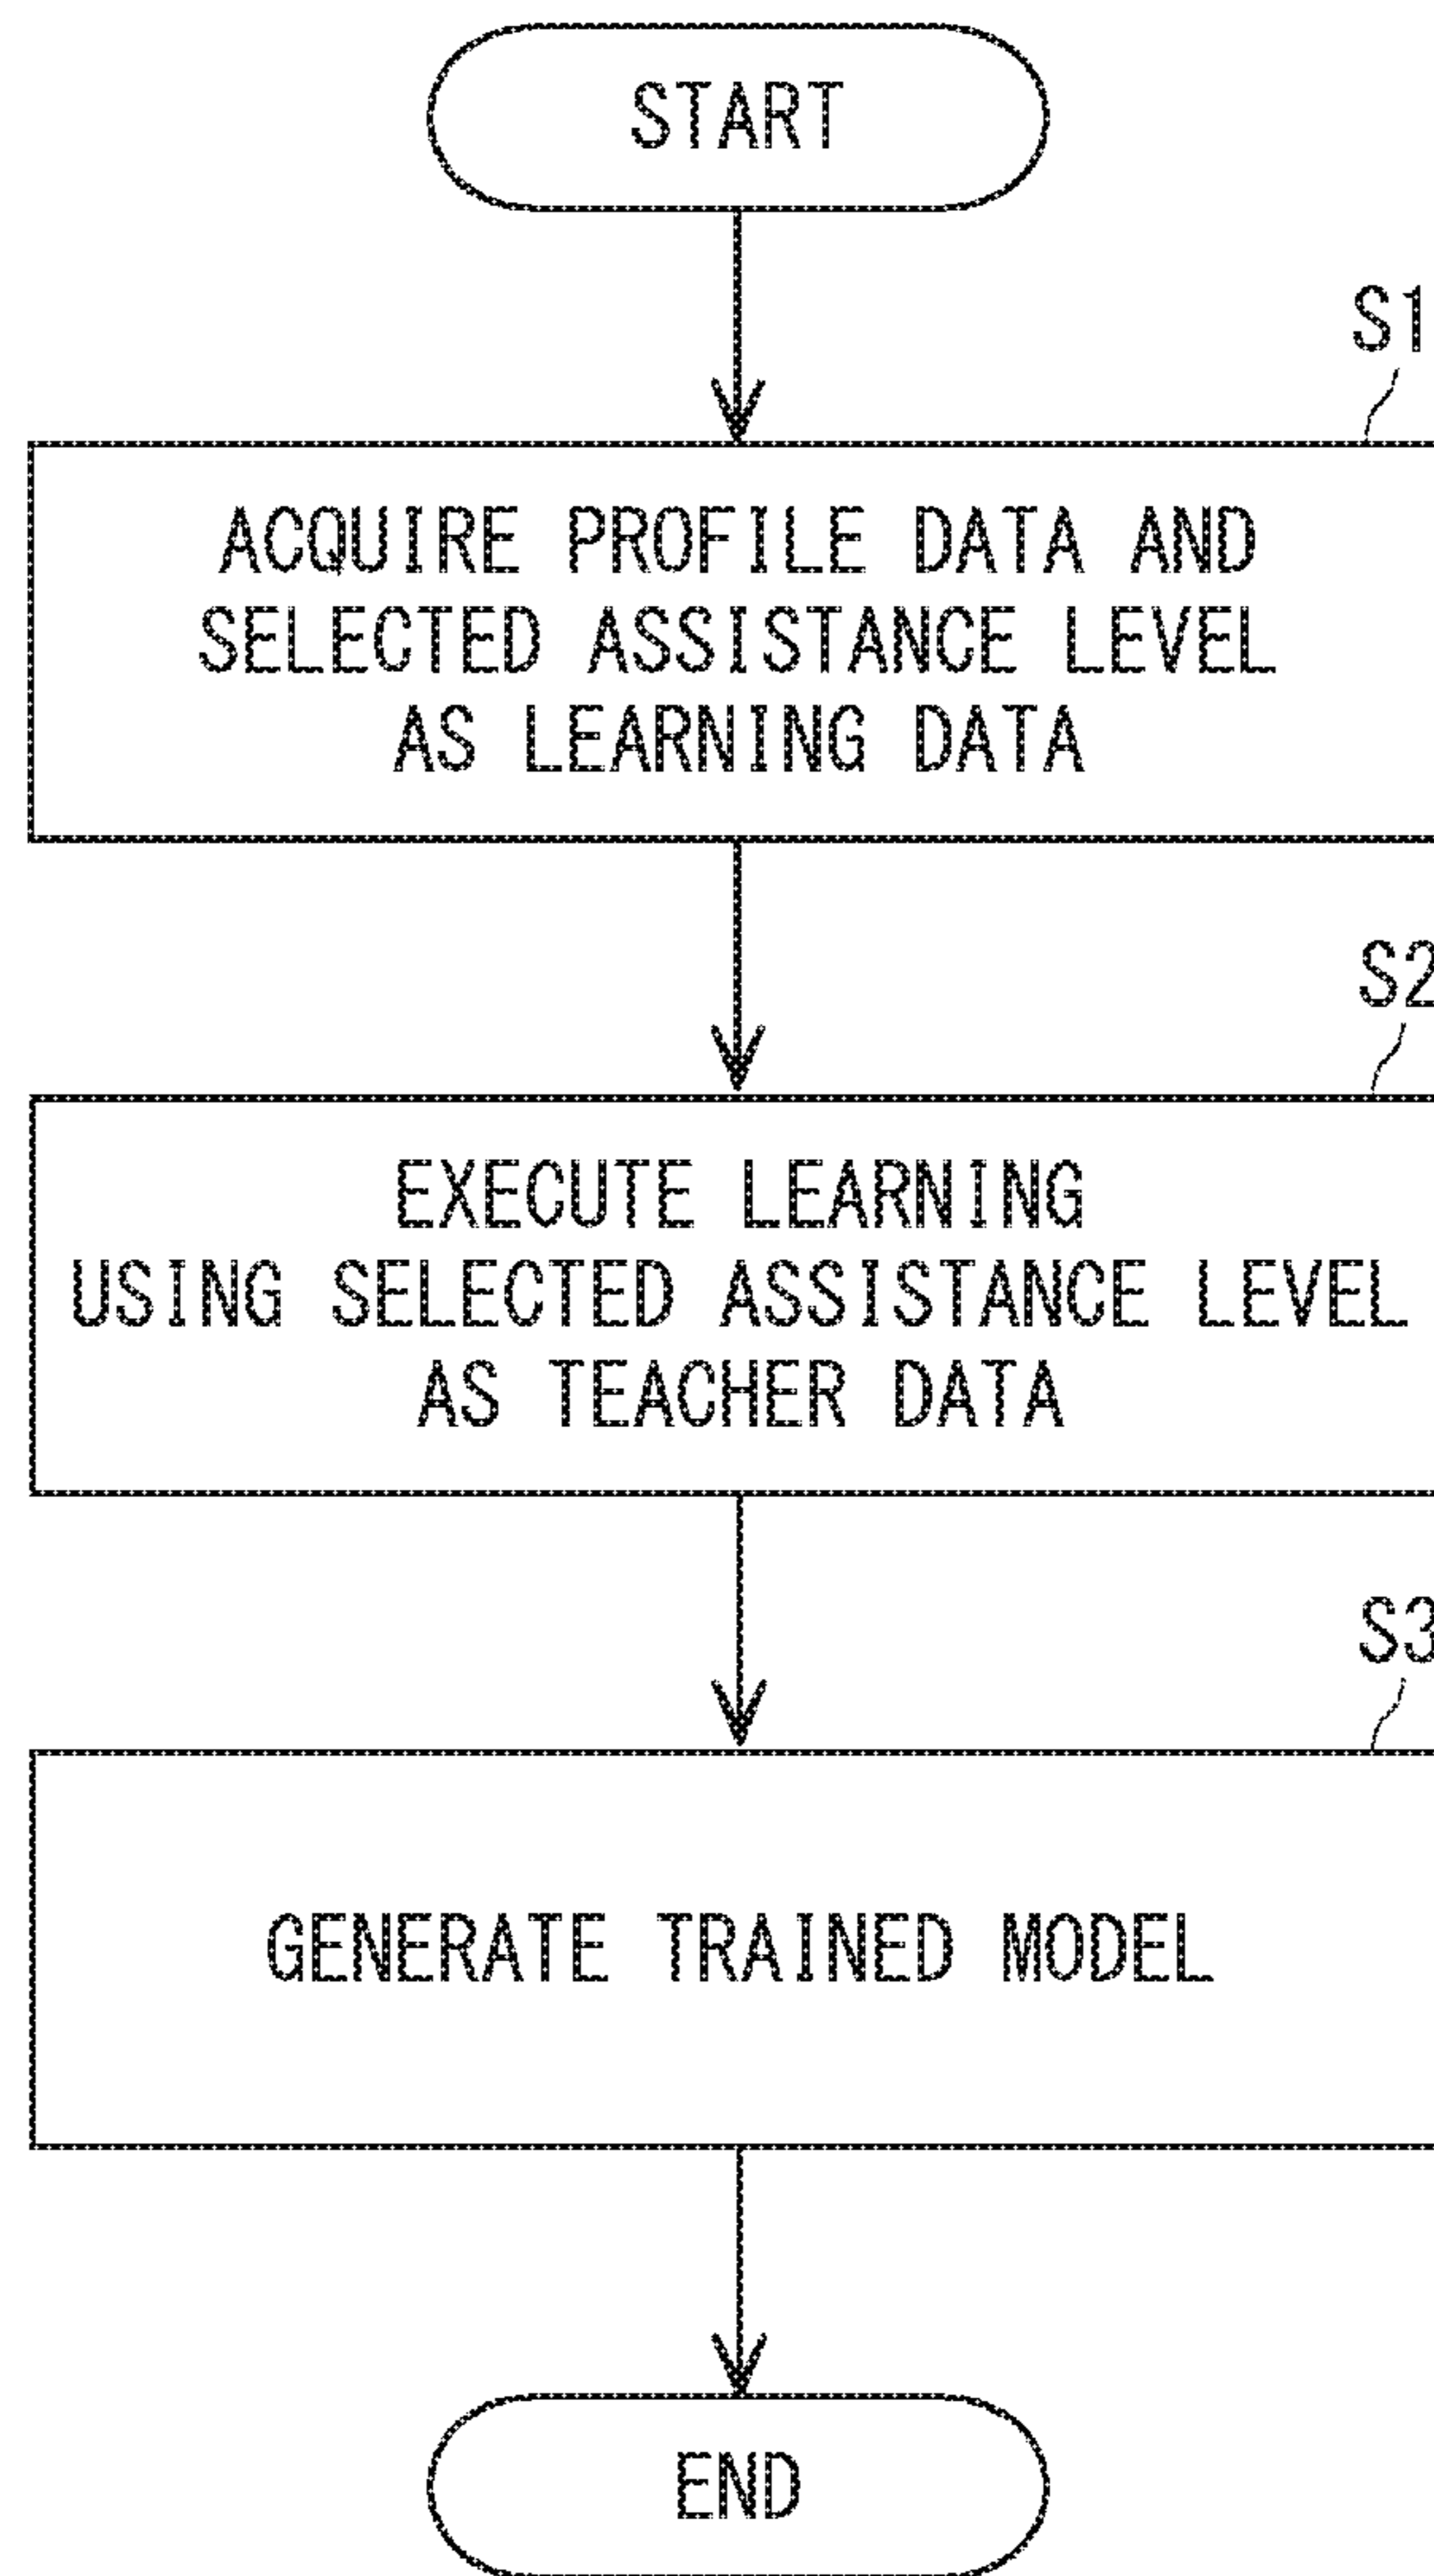 START
S1
ACQUIRE PROFILE DATA AND
SELECTED ASSISTANCE LEVEL
AS LEARNING DATA
S2
EXECUTE LEARNING
USING SELECTED ASSISTANCE LEVEL
AS TEACHER DATA
S3
GENERATE TRAINED MODEL
END